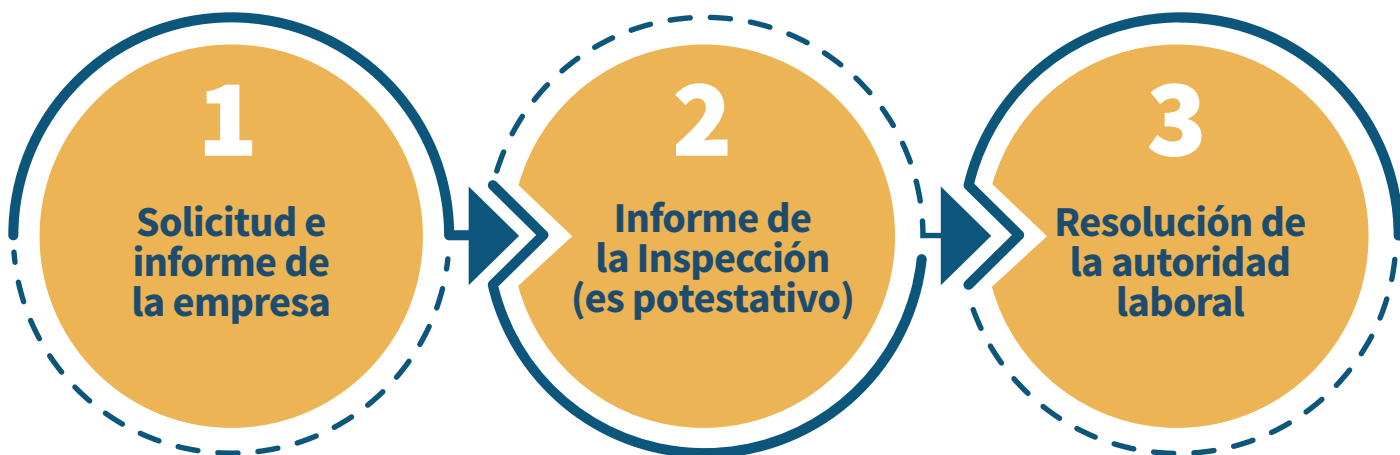 1
Solicitud e
informe de
la empresa
2
Informe de
la Inspección
(es potestativo)
3
Resolución de
la autoridad
laboral